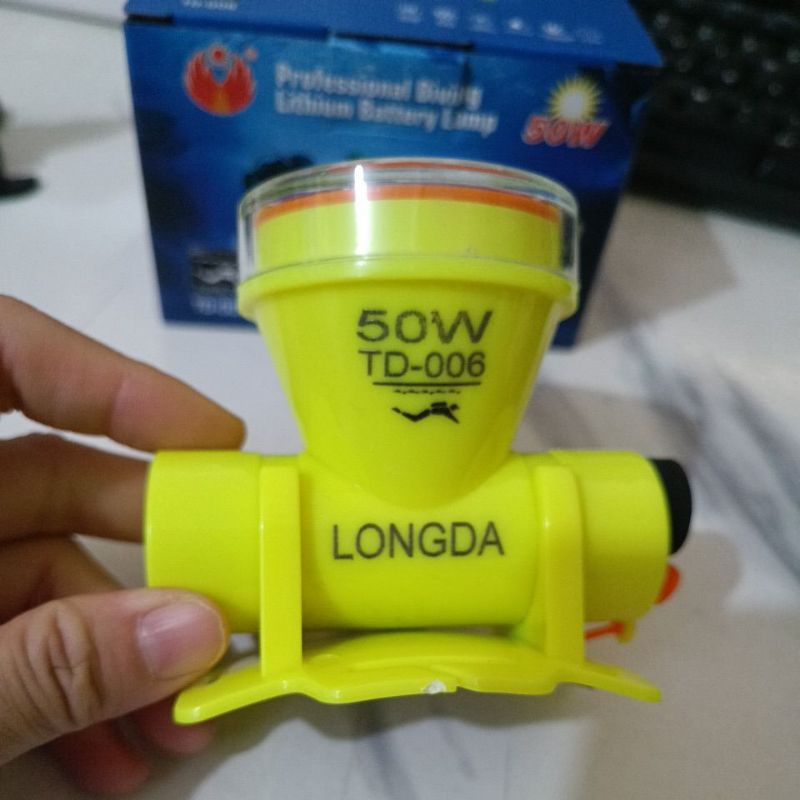 Professional Diving
Lithium Battery Lamp
50W
50W
TD-006
LONGDA